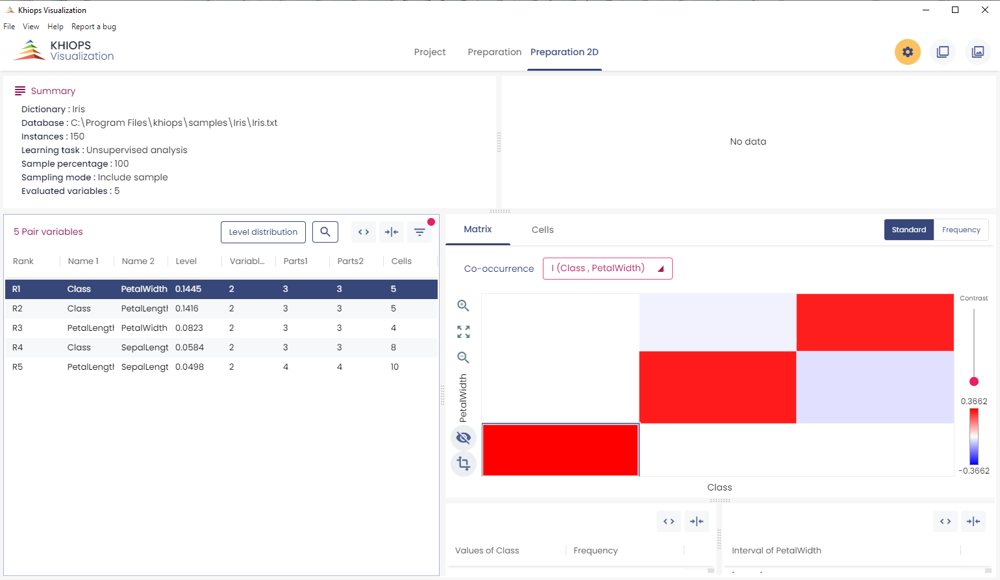 Khiops Visualization
File View Help Report a bug
KHIOPS
Visualization
Project Preparation Preparation 2D
Summary
Dictionary : Iris
Database : C:\Program Files\khiops\samples\Iris\Iris.txt
Instances : 150
Learning task : Unsupervised analysis
Sample percentage : 100
Sampling mode : Include sample
Evaluated variables : 5
No data
5 Pair variables Level distribution
Rank Name 1 Name 2 Level Variabl... Parts1 Parts2 Cells
R1 Class PetalWidth 0.1445 2 3 3 5
R2 Class PetalLength 0.1416 2 3 3 5
R3 PetalLength PetalWidth 0.0823 2 3 3 4
R4 Class SepalLengt 0.0584 2 3 3 8
R5 PetalLength SepalLengt 0.0498 2 4 4 10
Matrix Cells Standard Frequency
Co-occurrence I (Class , PetalWidth)
Contrast
0.3662
-0.3662
PetalWidth
Class
Values of Class Frequency
Interval of PetalWidth